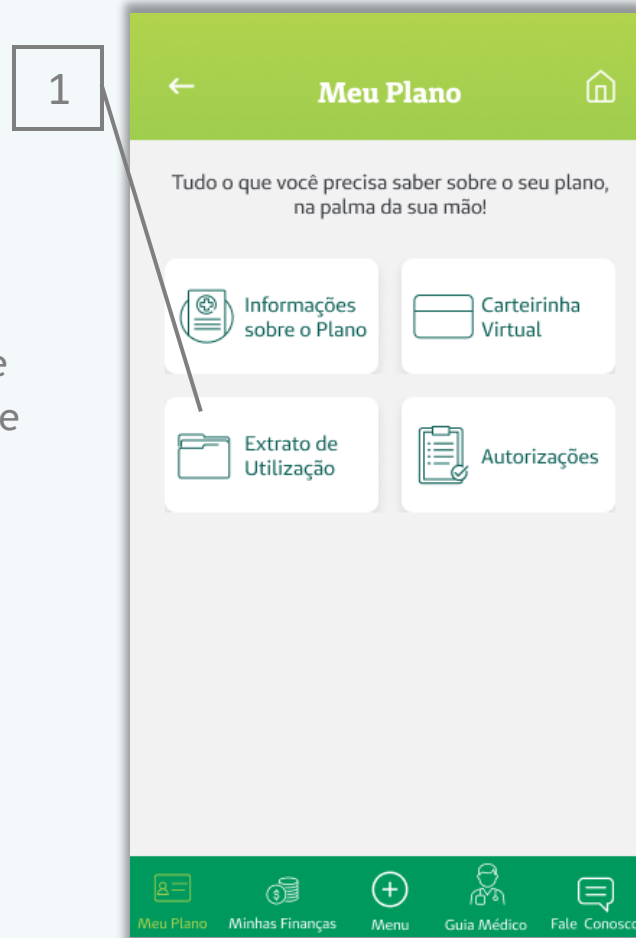 1
Meu Plano
Tudo o que você precisa saber sobre o seu plano,
na palma da sua mão!
Informações
sobre o Plano
Carteirinha
Virtual
e
e
Extrato de
Utilização
Autorizações
Meu Plano
Minhas Finanças
Menu
Guia Médico
Fale Conosco